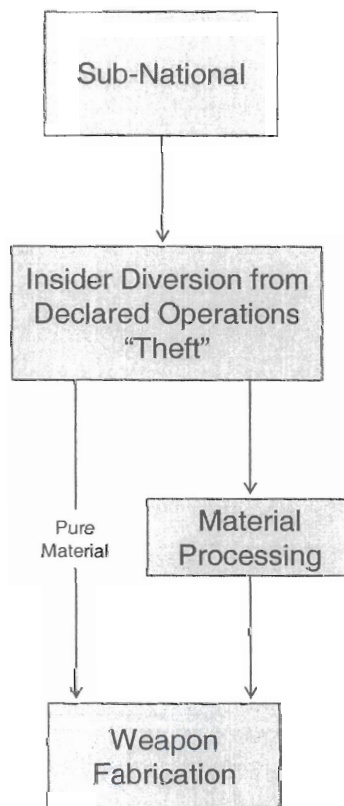 Sub-National
Insider Diversion from
Declared Operations
"Theft"
Pure
Material
Material
Processing
Weapon
Fabrication